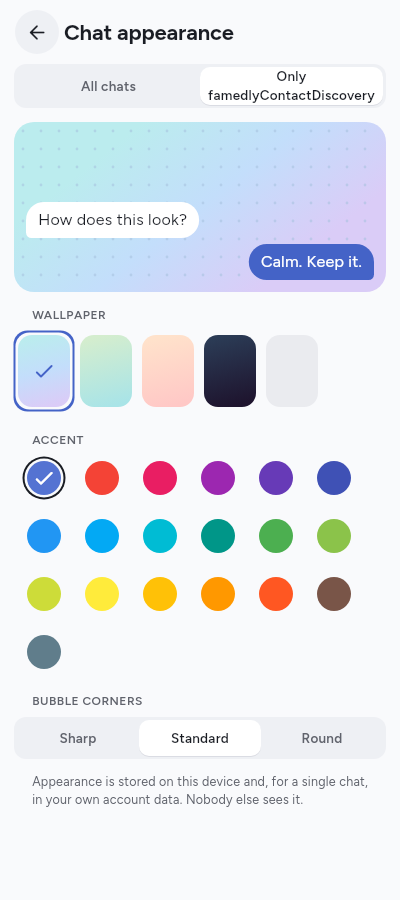 Chat appearance
All chats
Only
famedlyContactDiscovery
How does this look?
Calm. Keep it.
WALLPAPER
ACCENT
BUBBLE CORNERS
Sharp
Standard
Round
Appearance is stored on this device and, for a single chat,
in your own account data. Nobody else sees it.